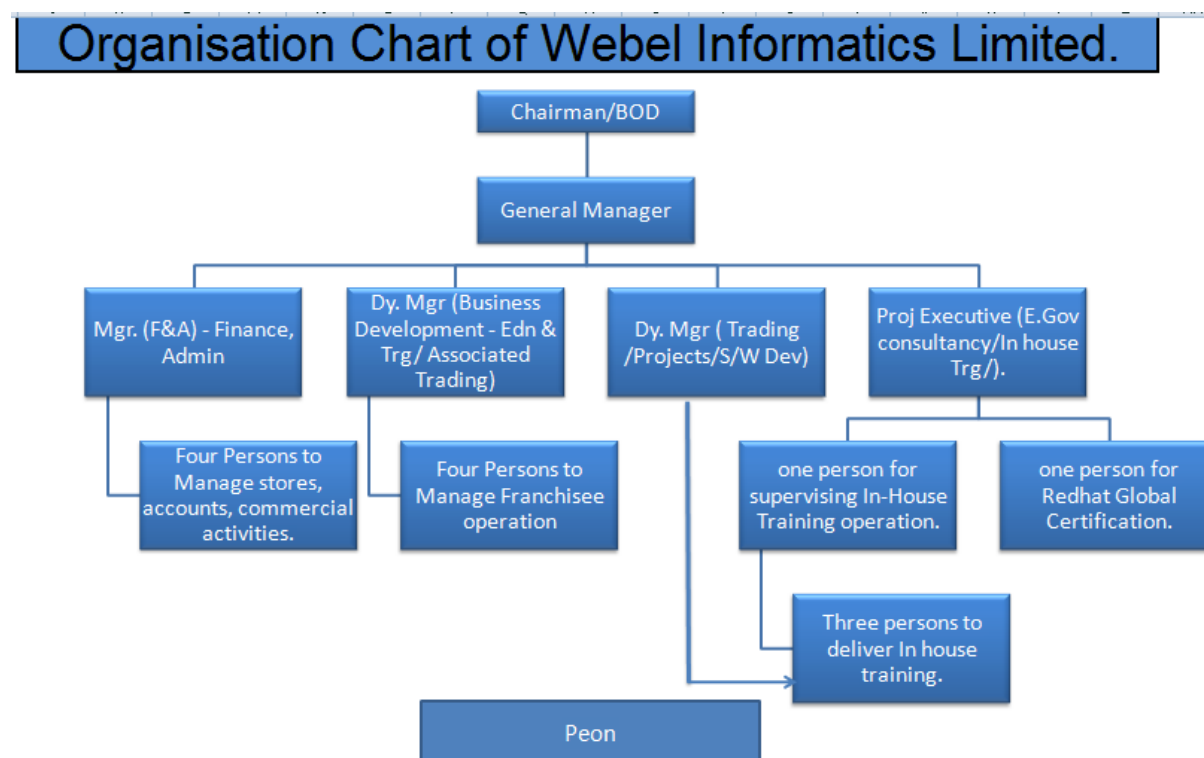 Organisation Chart of Webel Informatics Limited.
Chairman/BOD
General Manager
Mgr. (F&A) - Finance,
Admin
Dy. Mgr (Business
Development - Edn &
Trg/ Associated
Trading)
Dy. Mgr ( Trading
/Projects/S/W Dev)
Proj Executive (E.Gov
consultancy/In house
Trg/).
Four Persons to
Manage stores,
accounts, commercial
activities.
Four Persons to
Manage Franchisee
operation
one person for
supervising In-House
Training operation.
one person for
Redhat Global
Certification.
Three persons to
deliver In house
training.
Peon